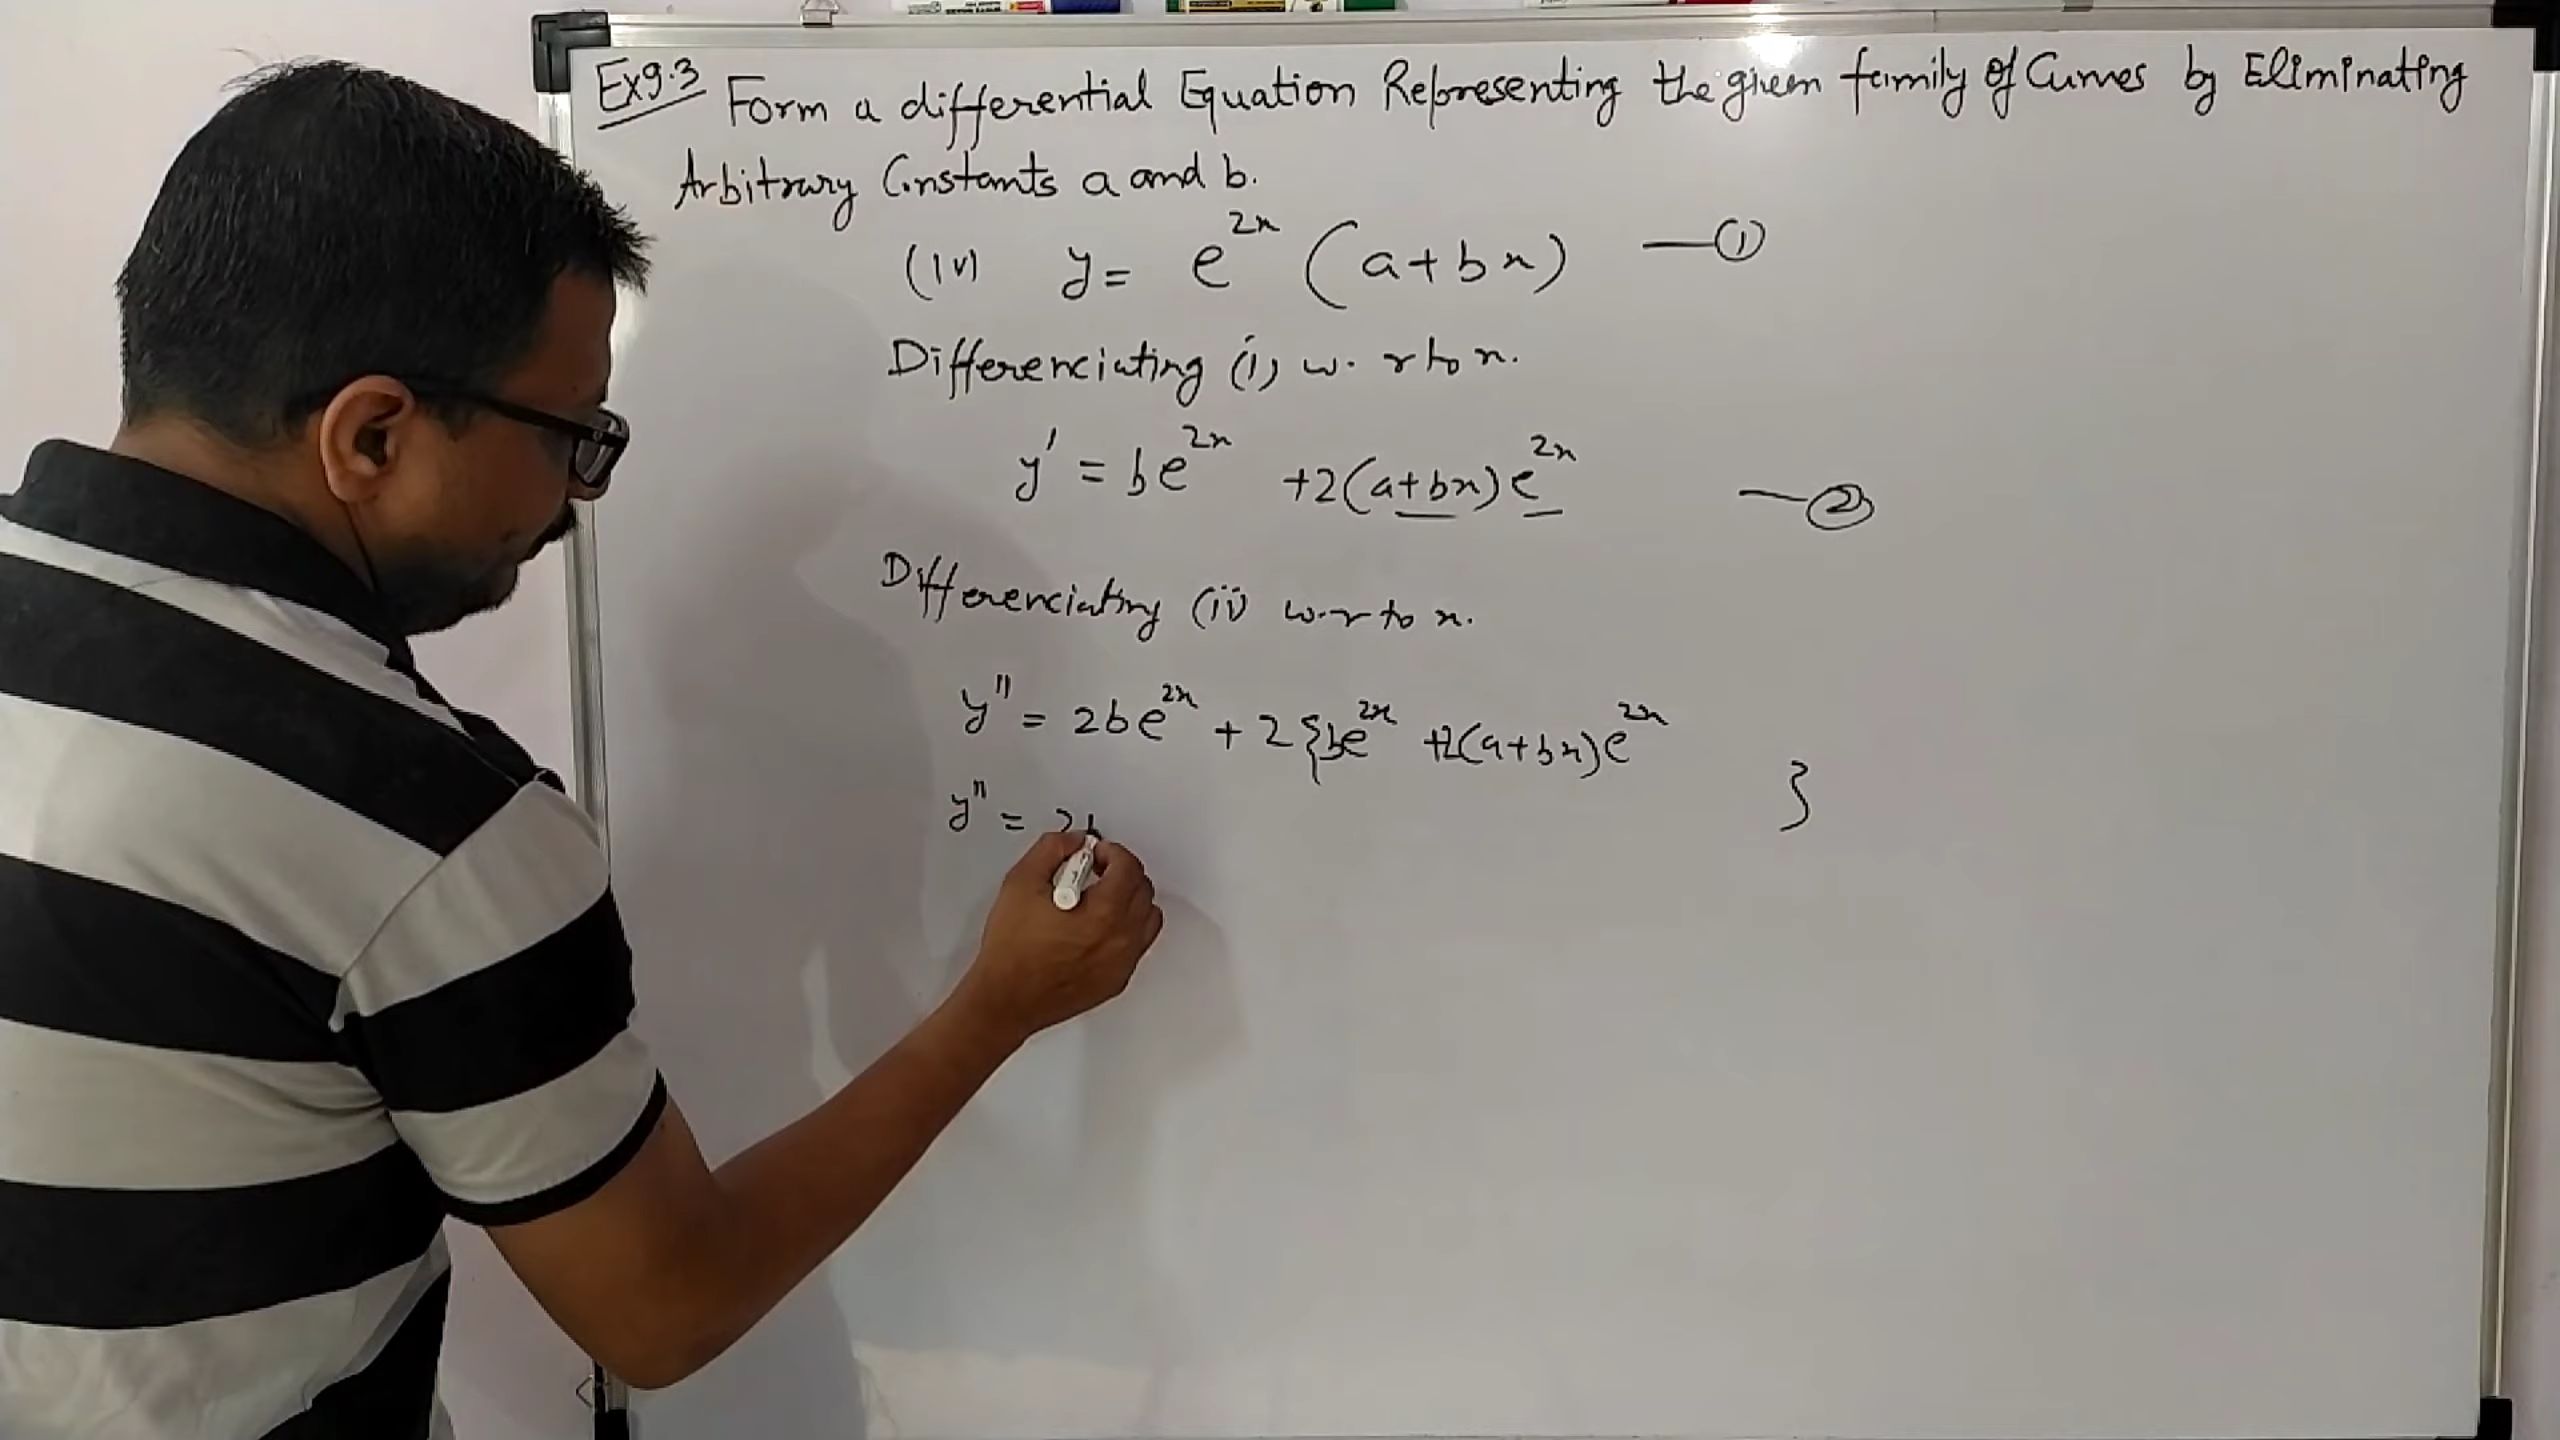 Ex9.3 Form a differential Equation Representing the given family of Curves by Eliminating
Arbitrary Constants a and b.
(iv) y = e^{2x} (a+bx) —①
Differenciating (i) w. r to x.
y' = be^{2x} +2(a+bx)e^{2x} —②
Differenciating (ii) w.r to x.
y'' = 2be^{2x} + 2{be^{2x} +2(a+bx)e^{2x} }
y'' = 2b